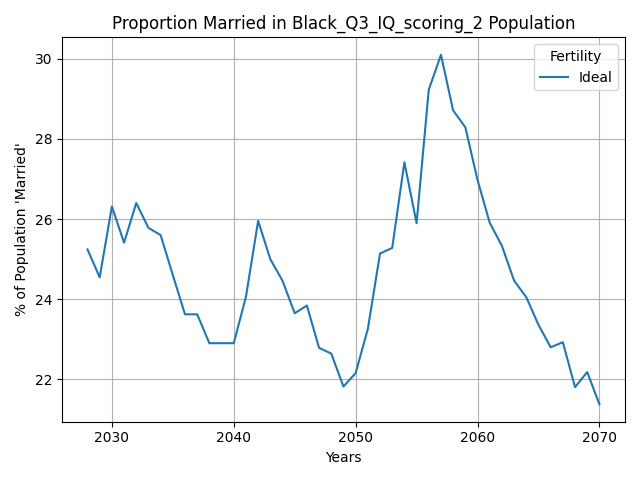 Proportion Married in Black_Q3_IQ_scoring_2 Population
Fertility
Ideal
30
28
26
24
22
% of Population 'Married'
2030 2040 2050 2060 2070
Years